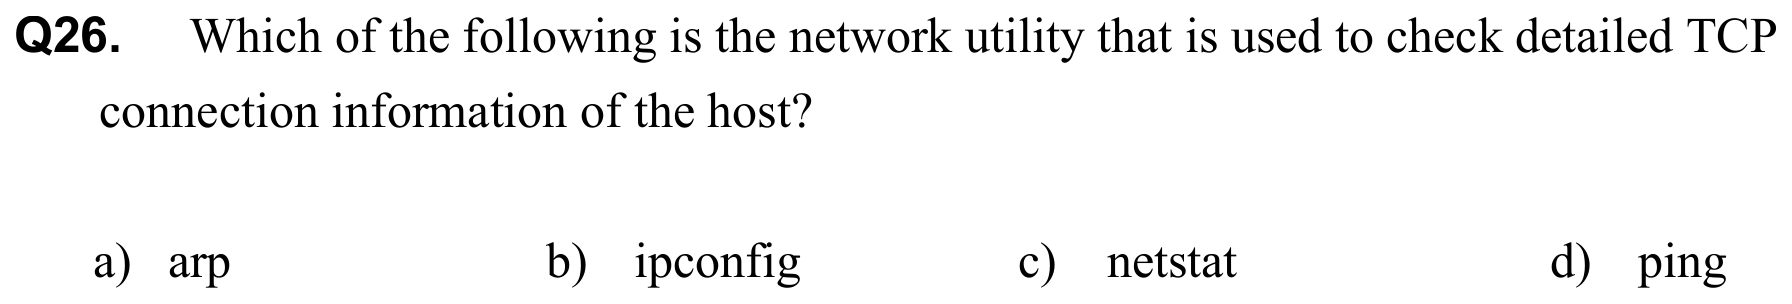 Q26. Which of the following is the network utility that is used to check detailed TCP
connection information of the host?
a) arp b) ipconfig c) netstat d) ping